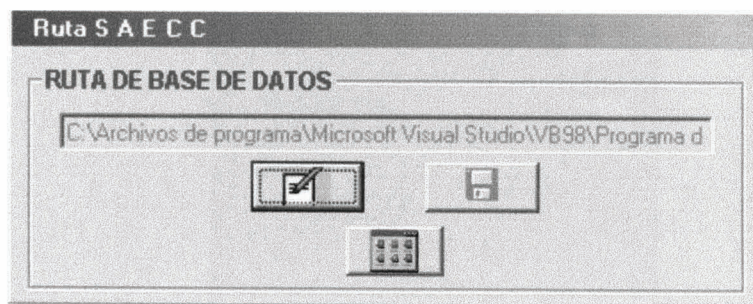 Ruta S A E C C
RUTA DE BASE DE DATOS
C:\Archivos de programa\Microsoft Visual Studio\VB98\Programa d